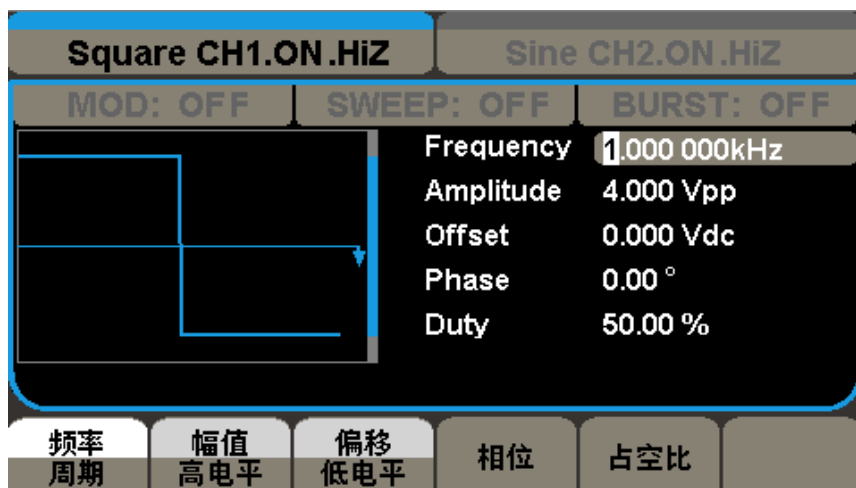 Square CH1.ON.HiZ Sine CH2.ON.HiZ
MOD: OFF SWEEP: OFF BURST: OFF
Frequency 1.000 000kHz
Amplitude 4.000 Vpp
Offset 0.000 Vdc
Phase 0.00 °
Duty 50.00 %
频率 幅值 偏移 相位 占空比
周期 高电平 低电平